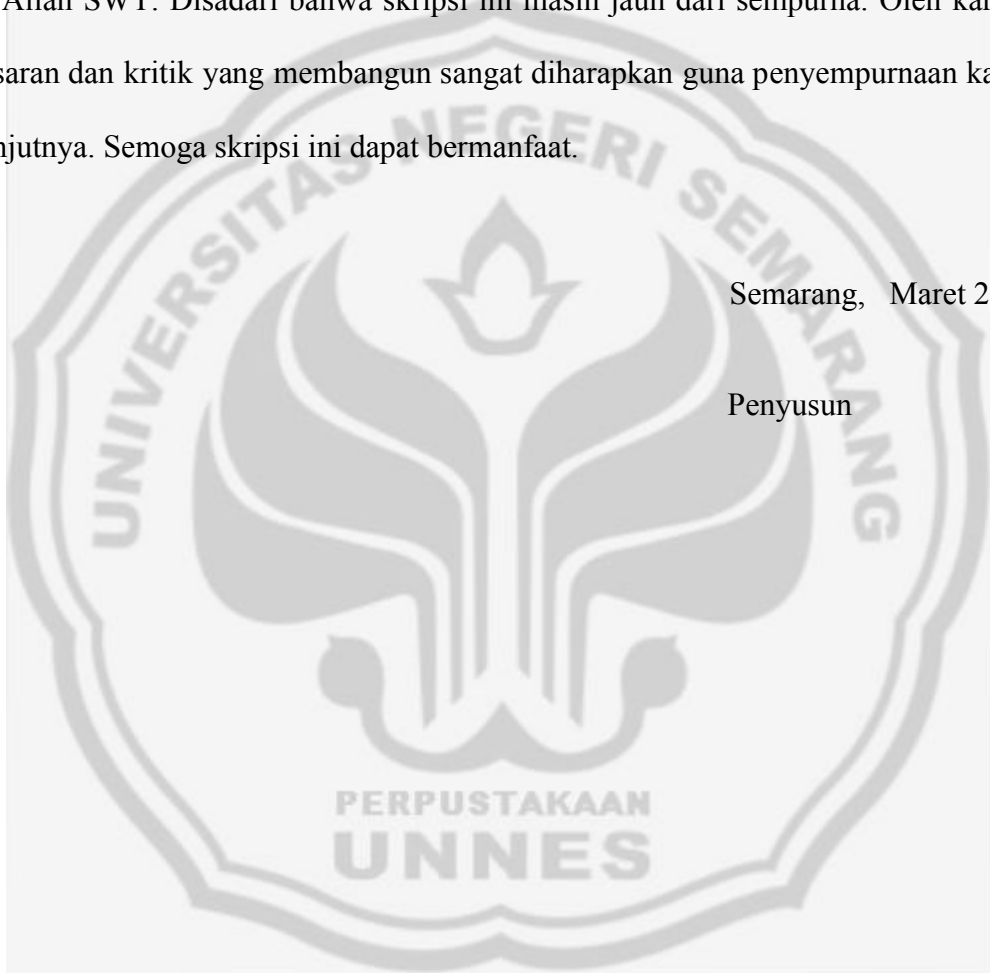 Allah SWT. Disadari bahwa skripsi ini masih jauh dari sempurna. Oleh kar
saran dan kritik yang membangun sangat diharapkan guna penyempurnaan ka
njutnya. Semoga skripsi ini dapat bermanfaat.
UNIVERSITAS NEGERI SEMARANG
Semarang, Maret 2
Penyusun
PERPUSTAKAAN
UNNES